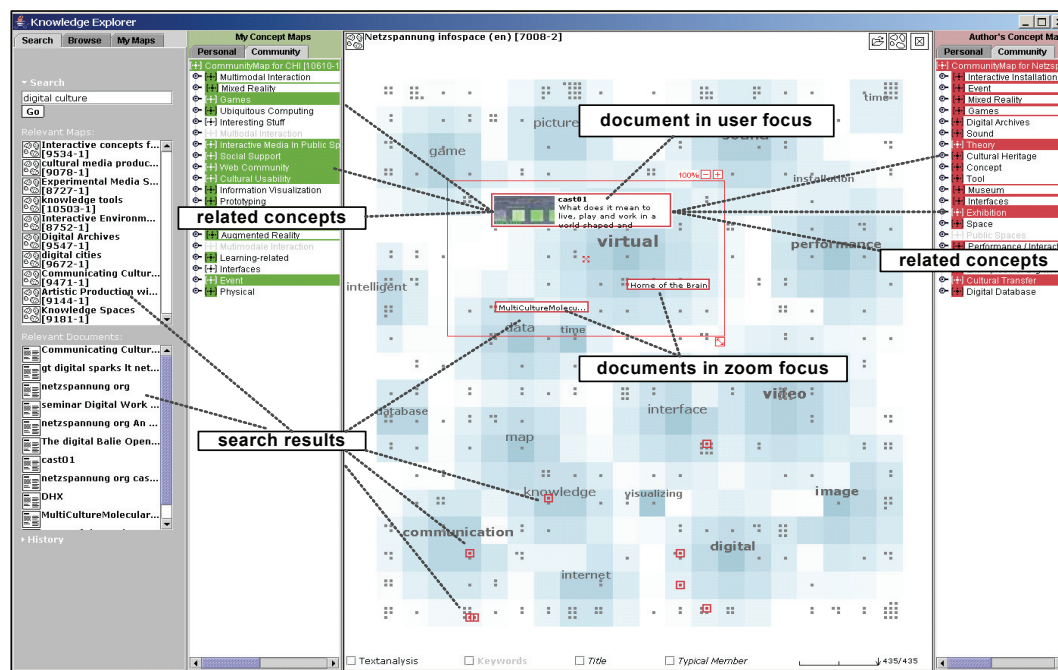 Knowledge Explorer
Search
Browse
My Maps
Search
digital culture
Go
Relevant Maps:
Interactive concepts f...
[9534-1]
cultural media produc...
[9078-1]
Experimental Media S...
[8727-1]
knowledge tools
[10503-1]
Interactive Environm...
[8752-1]
Digital Archives
[9547-1]
digital cities
[9672-1]
Communicating Cultur...
[9471-1]
Artistic Production wi...
[9144-1]
Knowledge Spaces
[9181-1]
Relevant Documents:
Communicating Cultur...
gt digital sparks lt net...
netzspannung org
seminar Digital Work ...
netzspannung org An ...
The digital Balie Open...
cast01
netzspannung org cas...
DHX
MultiCultureMolecular...
History
My Concept Maps
Personal
Community
CommunityMap for CHI [10610-1
Multimodal Interaction
Mixed Reality
Games
Ubiquitous Computing
Interesting Stuff
Multiodal Interaction
Interactive Media In Public Sp
Social Support
Web Community
Cultural Usability
Information Visualization
Prototyping
related concepts
Augmented Reality
Multimodale Interaction
Learning-related
Interfaces
Event
Physical
Netzspannung infospace (en) [7008-2]
time
picture
sound
game
document in user focus
100%
installation
cast01
What does it mean to
live, play and work in a
world shaped and
virtual
performance
intelligent
Home of the Brain
MultiCultureMolecu...
data
time
documents in zoom focus
video
database
interface
search results
map
knowledge
visualizing
image
communication
digital
internet
Textanalysis
Keywords
Title
Typical Member
435/435
Author's Concept Ma
Personal
Community
CommunityMap for Netzsp
Interactive Installation
Event
Mixed Reality
Games
Digital Archives
Sound
Theory
Cultural Heritage
Concept
Tool
Museum
Interfaces
Exhibition
Space
Public Spaces
Performance / Interact
related concepts
Cultural Transfer
Digital Database